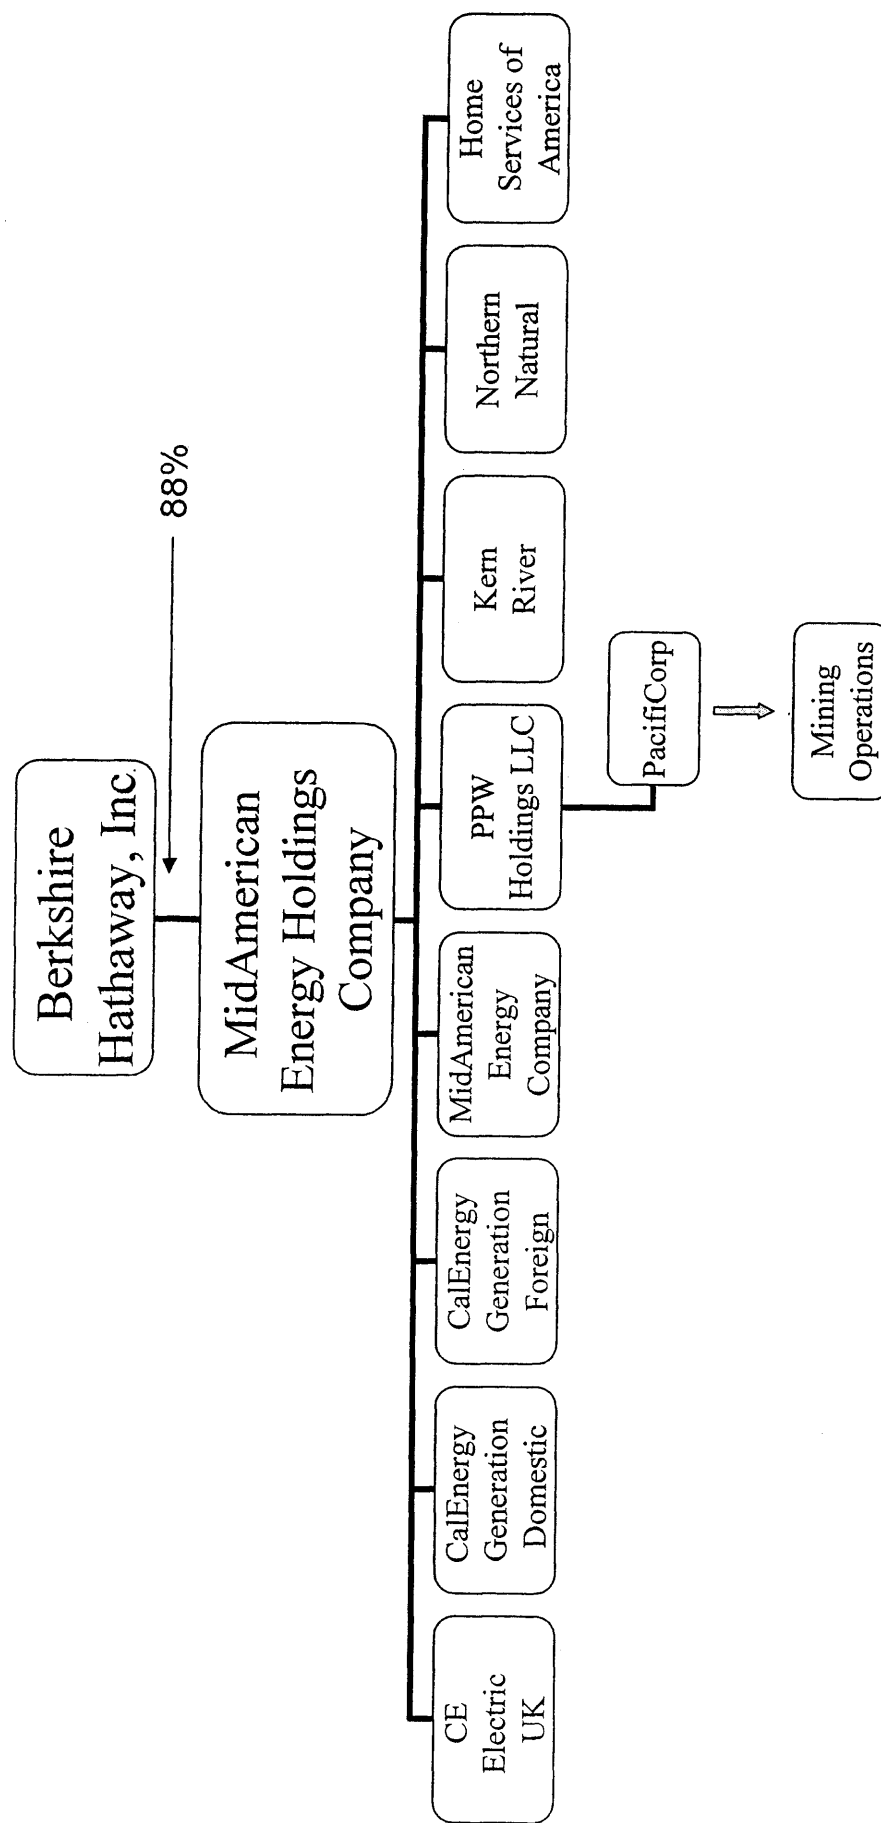 Berkshire
Hathaway, Inc.
88%
MidAmerican
Energy Holdings
Company
CE
Electric
UK
CalEnergy
Generation
Domestic
CalEnergy
Generation
Foreign
MidAmerican
Energy
Company
PPW
Holdings LLC
Kern
River
Northern
Natural
Home
Services of
America
PacifiCorp
Mining
Operations